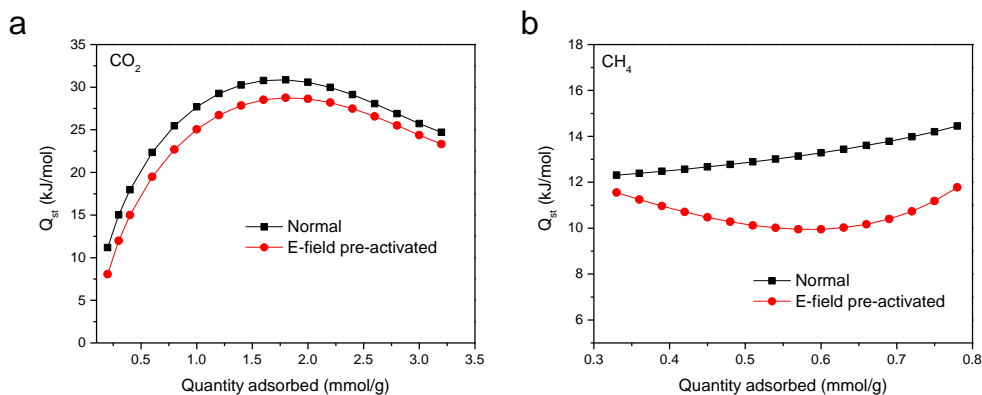 a
CO2
Qst (kJ/mol)
35
30
25
20
15
10
5
0
Normal
E-field pre-activated
0.5 1.0 1.5 2.0 2.5 3.0 3.5
Quantity adsorbed (mmol/g)
b
CH4
Qst (kJ/mol)
18
16
14
12
10
8
6
Normal
E-field pre-activated
0.3 0.4 0.5 0.6 0.7 0.8
Quantity adsorbed (mmol/g)